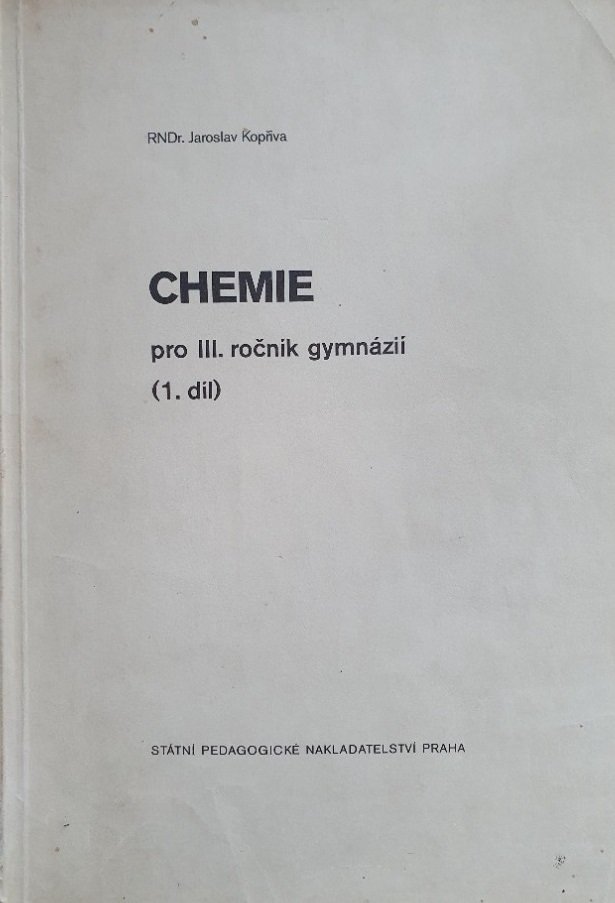 RNDr. Jaroslav Kopřiva
CHEMIE
pro III. ročník gymnázií
(1. díl)
STÁTNÍ PEDAGOGICKÉ NAKLADATELSTVÍ PRAHA